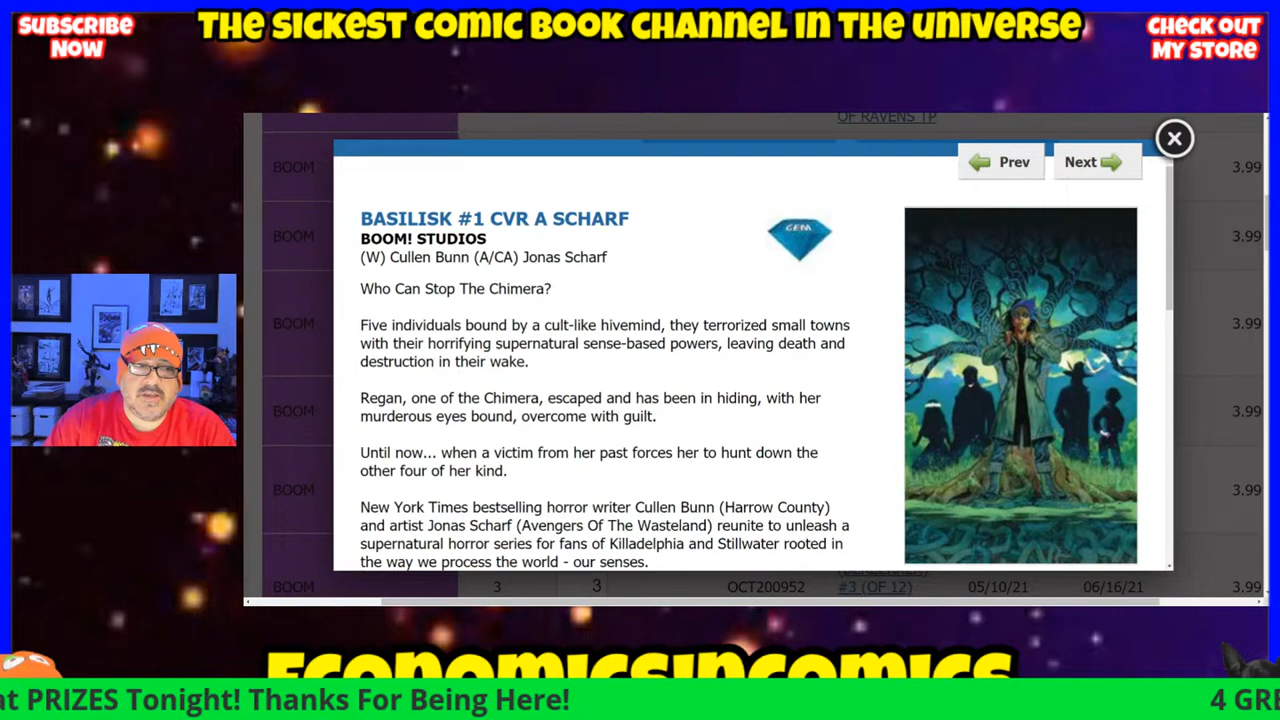 SUBSCRIBE
NOW
THE SICKEST COMIC BOOK CHANNEL IN THE UNIVERSE
CHECK OUT
MY STORE
OF RAVENS TP
BOOM
3.99
Prev
Next
BASILISK #1 CVR A SCHARF
BOOM! STUDIOS
(W) Cullen Bunn (A/CA) Jonas Scharf
GEM
BOOM
3.99
Who Can Stop The Chimera?
Five individuals bound by a cult-like hivemind, they terrorized small towns
with their horrifying supernatural sense-based powers, leaving death and
destruction in their wake.
BOOM
3.99
Regan, one of the Chimera, escaped and has been in hiding, with her
murderous eyes bound, overcome with guilt.
BOOM
3.99
Until now... when a victim from her past forces her to hunt down the
other four of her kind.
BOOM
3.99
New York Times bestselling horror writer Cullen Bunn (Harrow County)
and artist Jonas Scharf (Avengers Of The Wasteland) reunite to unleash a
supernatural horror series for fans of Killadelphia and Stillwater rooted in
the way we process the world - our senses.
BOOM 3 3 OCT200952 #3 (OF 12) 05/10/21 06/16/21 3.99
ECONOMICSINCOMICS
at PRIZES Tonight! Thanks For Being Here! 4 GRE